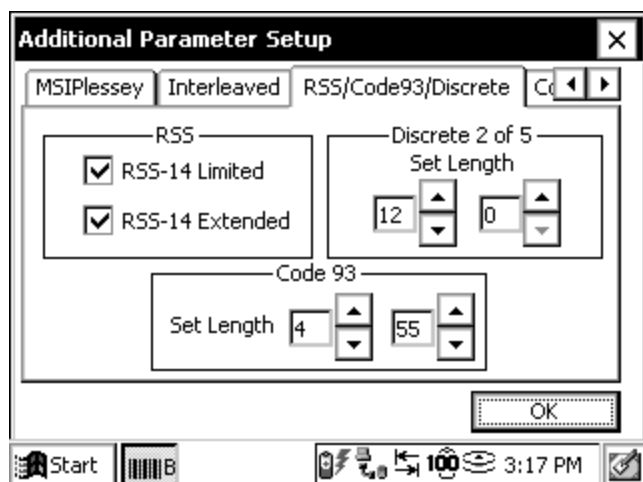 Additional Parameter Setup
MSIPlessey Interleaved RSS/Code93/Discrete
RSS
RSS-14 Limited
RSS-14 Extended
Discrete 2 of 5
Set Length
12 0
Code 93
Set Length 4 55
OK
Start B 100 3:17 PM